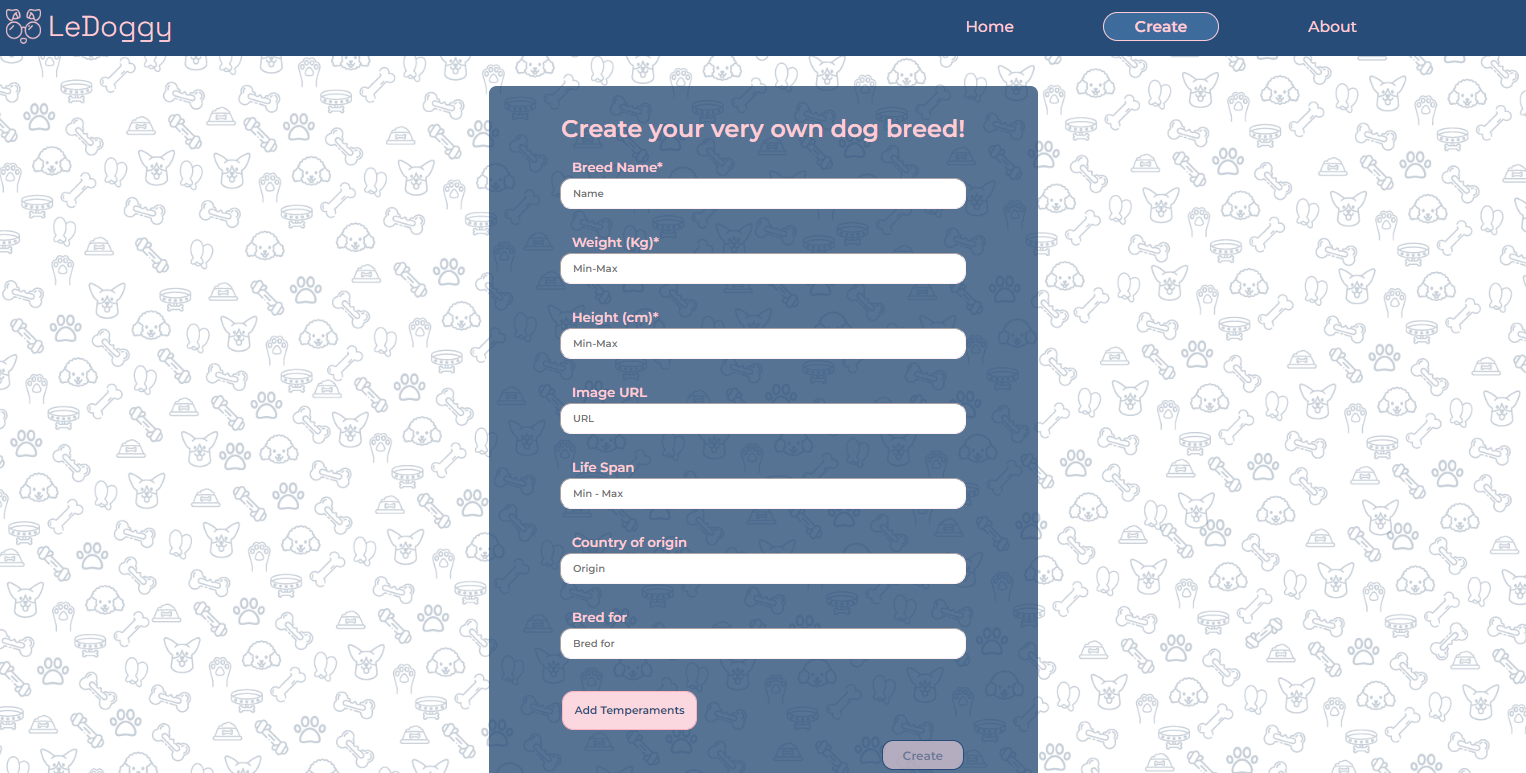 LeDoggy
Home
Create
About
Create your very own dog breed!
Breed Name*
Name
Weight (Kg)*
Min-Max
Height (cm)*
Min-Max
Image URL
URL
Life Span
Min - Max
Country of origin
Origin
Bred for
Bred for
Add Temperaments
Create